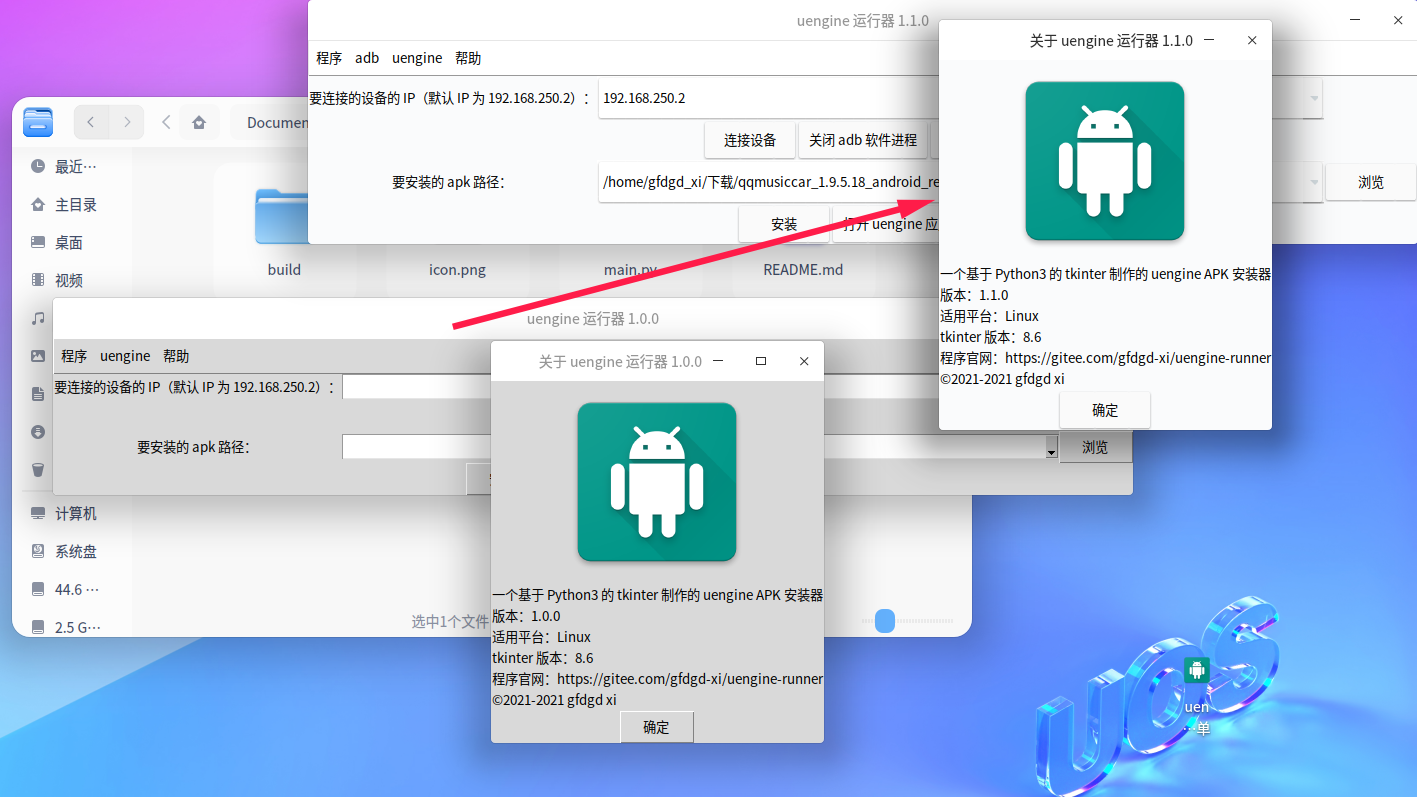 uengine 运行器 1.1.0
程序 adb uengine 帮助
要连接的设备的 IP（默认 IP 为 192.168.250.2）：
192.168.250.2
连接设备
关闭 adb 软件进程
要安装的 apk 路径：
/home/gfdgd_xi/下载/qqmusiccar_1.9.5.18_android_re
浏览
安装
打开 uengine 应
关于 uengine 运行器 1.1.0
一个基于 Python3 的 tkinter 制作的 uengine APK 安装器
版本：1.1.0
适用平台：Linux
tkinter 版本：8.6
程序官网：https://gitee.com/gfdgd-xi/uengine-runner
©2021-2021 gfdgd xi
确定
Documen
最近…
主目录
桌面
视频
计算机
系统盘
44.6 …
2.5 G…
build
icon.png
main.py
README.md
选中1个文件
uengine 运行器 1.0.0
程序 uengine 帮助
要连接的设备的 IP（默认 IP 为 192.168.250.2）：
要安装的 apk 路径：
浏览
关于 uengine 运行器 1.0.0
一个基于 Python3 的 tkinter 制作的 uengine APK 安装器
版本：1.0.0
适用平台：Linux
tkinter 版本：8.6
程序官网：https://gitee.com/gfdgd-xi/uengine-runner
©2021-2021 gfdgd xi
确定
UOS
uen
…单